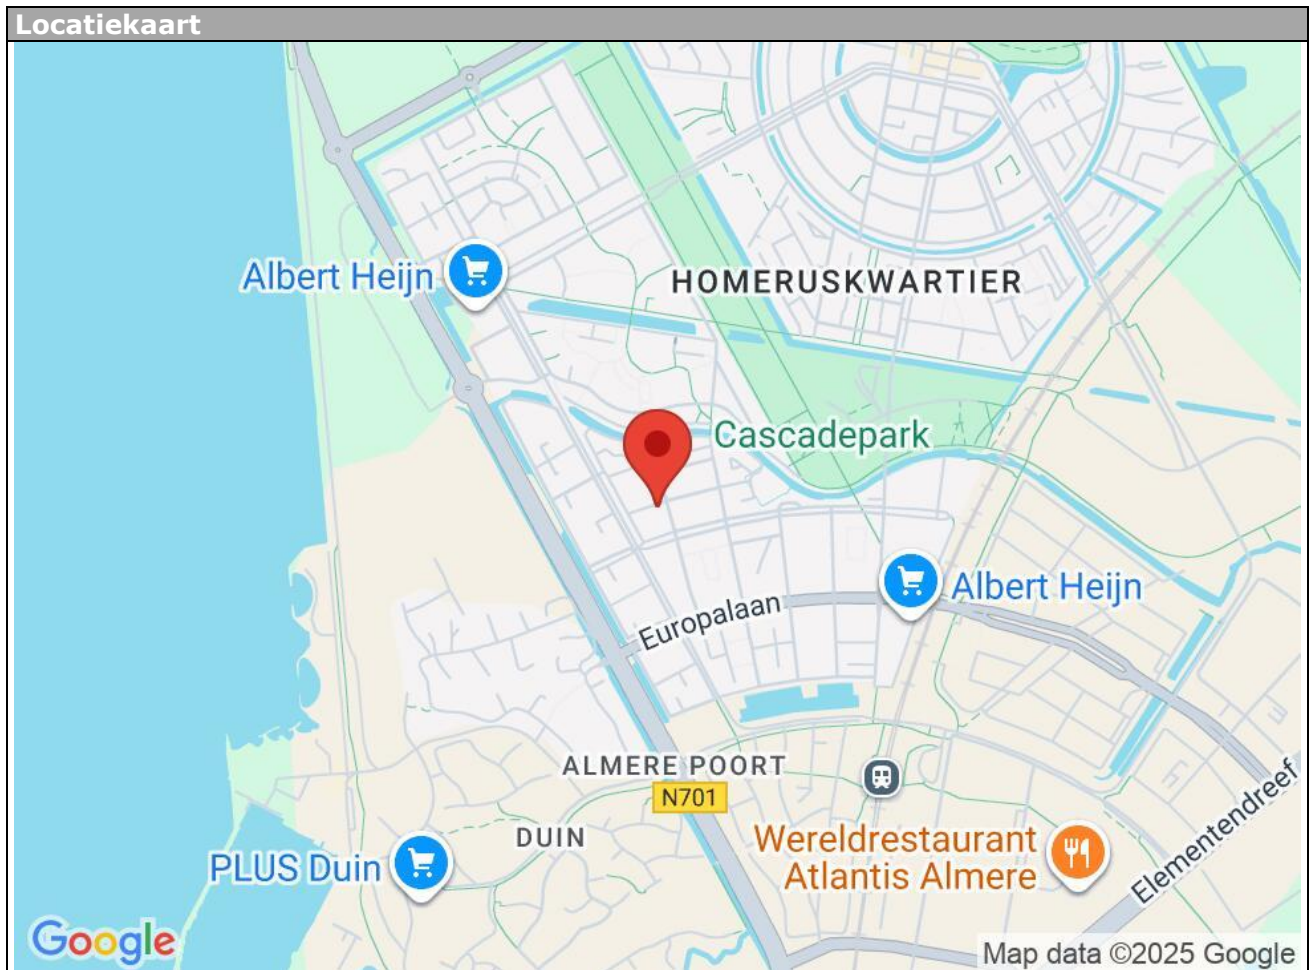 Locatiekaart
Albert Heijn
HOMERUSKWARTIER
Cascadepark
Albert Heijn
Europalaan
ALMERE POORT
N701
DUIN
Wereldrestaurant
Atlantis Almere
PLUS Duin
Elementendreef
Google
Map data ©2025 Google